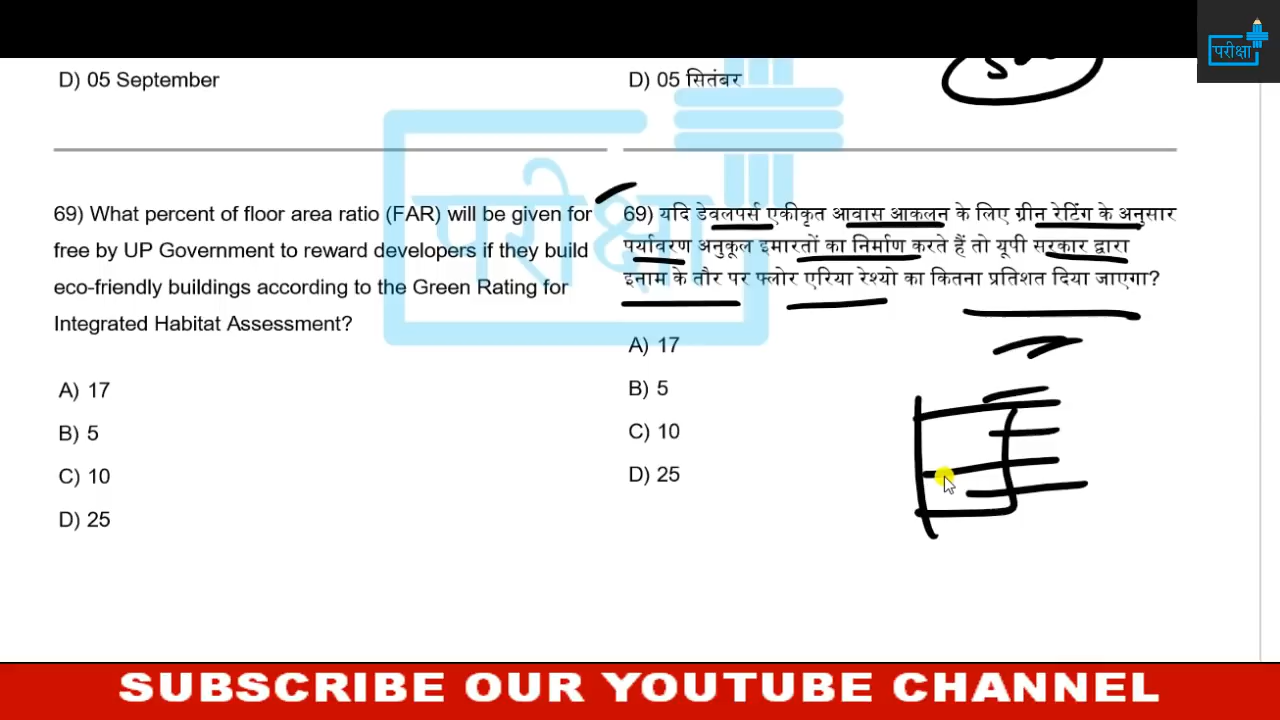 परीक्षा
D) 05 September
D) 05 सितंबर
69) What percent of floor area ratio (FAR) will be given for
free by UP Government to reward developers if they build
eco-friendly buildings according to the Green Rating for
Integrated Habitat Assessment?
A) 17
B) 5
C) 10
D) 25
69) यदि डेवलपर्स एकीकृत आवास आकलन के लिए ग्रीन रेटिंग के अनुसार
पर्यावरण अनुकूल इमारतों का निर्माण करते हैं तो यूपी सरकार द्वारा
इनाम के तौर पर फ्लोर एरिया रेश्यो का कितना प्रतिशत दिया जाएगा?
A) 17
B) 5
C) 10
D) 25
परीक्षा
SUBSCRIBE OUR YOUTUBE CHANNEL